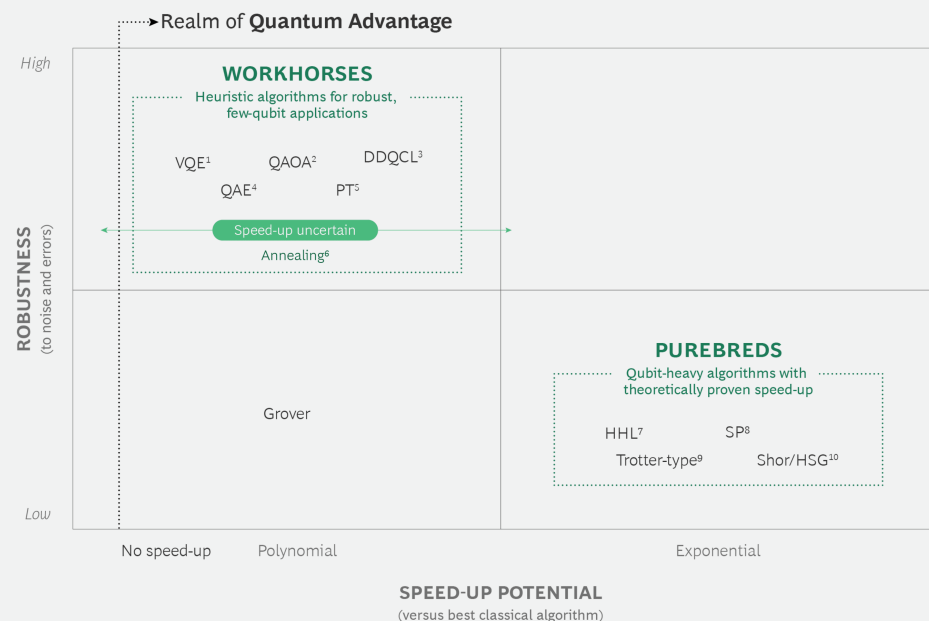 Realm of Quantum Advantage
High
WORKHORSES
Heuristic algorithms for robust,
few-qubit applications
VQE¹ QAOA² DDQCL³
QAE⁴ PT⁵
Speed-up uncertain
Annealing⁶
ROBUSTNESS
(to noise and errors)
PUREBREDS
Qubit-heavy algorithms with
theoretically proven speed-up
Grover
HHL⁷ SP⁸
Trotter-type⁹ Shor/HSG¹⁰
Low
No speed-up Polynomial Exponential
SPEED-UP POTENTIAL
(versus best classical algorithm)